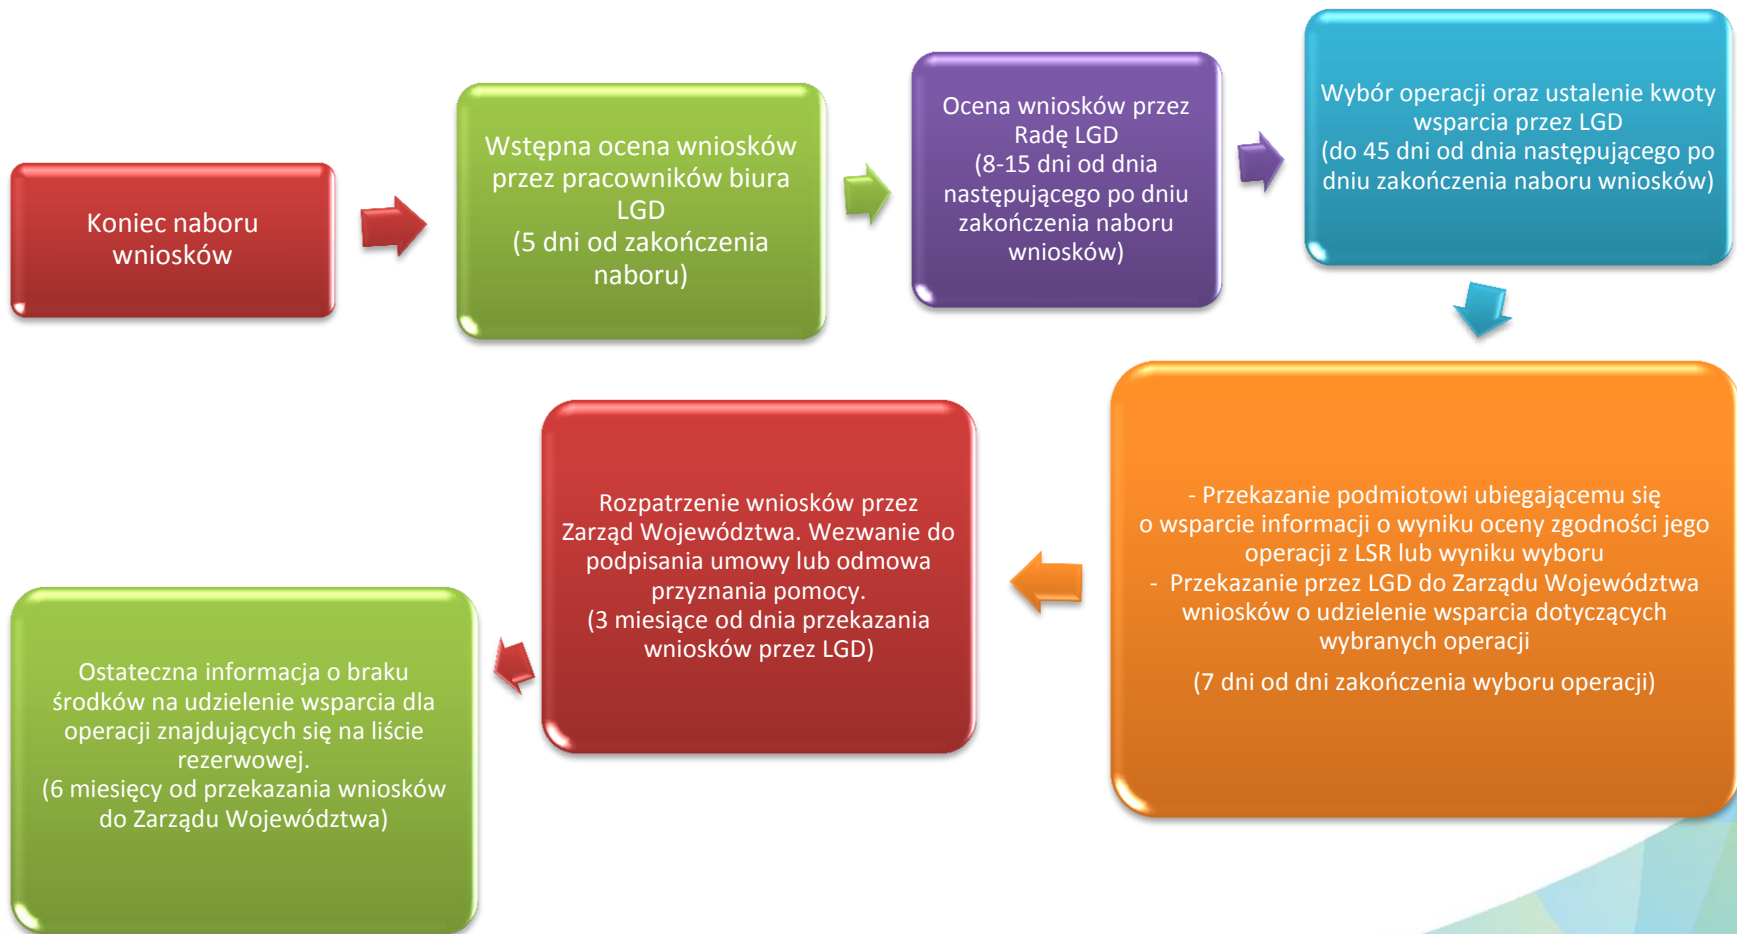 Koniec naboru
wniosków
Wstępna ocena wniosków
przez pracowników biura
LGD
(5 dni od zakończenia
naboru)
Ocena wniosków przez
Radę LGD
(8-15 dni od dnia
następującego po dniu
zakończenia naboru
wniosków)
Wybór operacji oraz ustalenie kwoty
wsparcia przez LGD
(do 45 dni od dnia następującego po
dniu zakończenia naboru wniosków)
- Przekazanie podmiotowi ubiegającemu się
o wsparcie informacji o wyniku oceny zgodności jego
operacji z LSR lub wyniku wyboru
- Przekazanie przez LGD do Zarządu Województwa
wniosków o udzielenie wsparcia dotyczących
wybranych operacji
(7 dni od dni zakończenia wyboru operacji)
Rozpatrzenie wniosków przez
Zarząd Województwa. Wezwanie do
podpisania umowy lub odmowa
przyznania pomocy.
(3 miesiące od dnia przekazania
wniosków przez LGD)
Ostateczna informacja o braku
środków na udzielenie wsparcia dla
operacji znajdujących się na liście
rezerwowej.
(6 miesięcy od przekazania wniosków
do Zarządu Województwa)